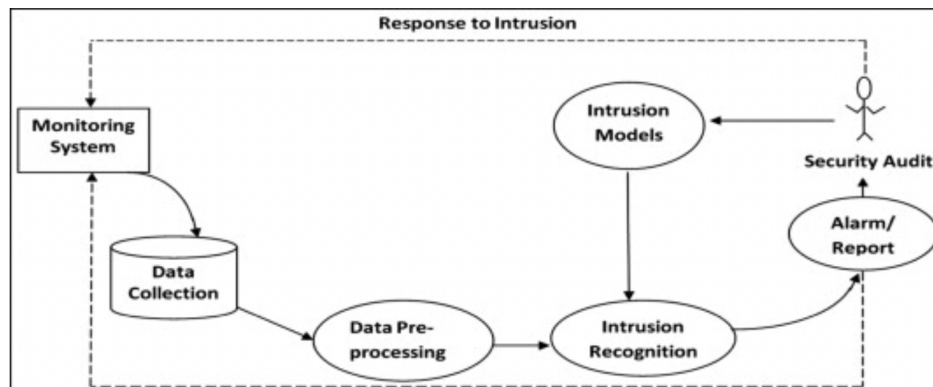 Response to Intrusion
Monitoring
System
Intrusion
Models
Security Audit
Alarm/
Report
Data
Collection
Data Pre-
processing
Intrusion
Recognition